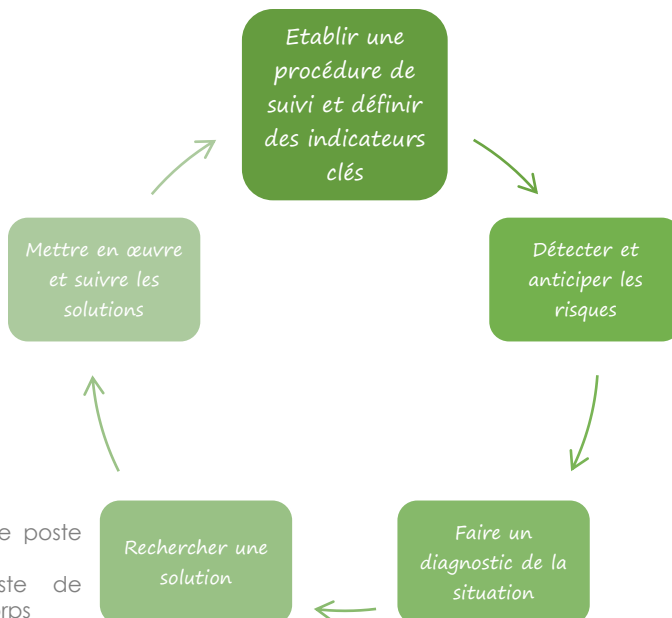 Etablir une
procédure de
suivi et définir
des indicateurs
clés
Détecter et
anticiper les
risques
Faire un
diagnostic de la
situation
Rechercher une
solution
Mettre en œuvre
et suivre les
solutions
poste
de